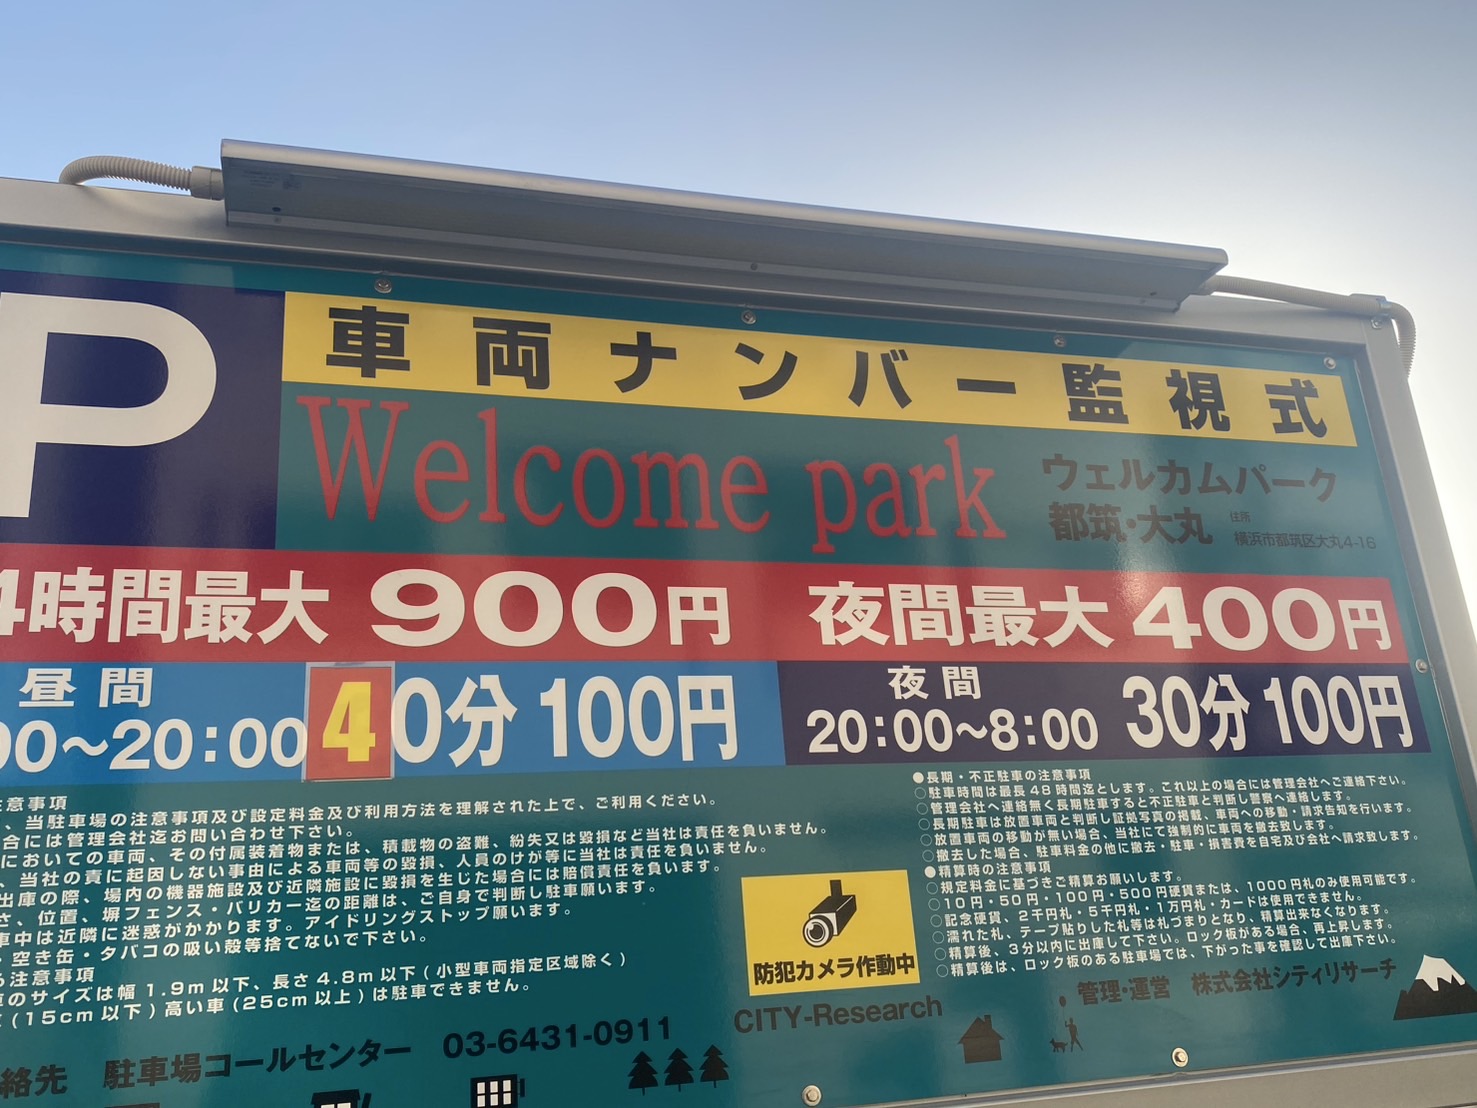 P
車両ナンバー監視式
Welcome park
ウェルカムパーク
都筑・大丸
住所
横浜市都筑区大丸4-16
4時間最大 900円
夜間最大 400円
昼間
00～20:00 40分 100円
夜間
20:00～8:00 30分 100円
注意事項
、当駐車場の注意事項及び設定料金及び利用方法を理解された上で、ご利用ください。
合には管理会社迄お問い合わせ下さい。
においての車両、その付属装着物または、積載物の盗難、紛失又は毀損など当社は責任を負いません。
、当社の責に起因しない事由による車両等の毀損、人員のけが等に当社は責任を負いません。
出庫の際、場内の機器施設及び近隣施設に毀損を生じた場合には賠償責任を負います。
さ、位置、塀フェンス・バリカー迄の距離は、ご自身で判断し駐車願います。
車中は近隣に迷惑がかかります。アイドリングストップ願います。
・空き缶・タバコの吸い殻等捨てないで下さい。
る注意事項
車のサイズは幅1.9m以下、長さ4.8m以下(小型車両指定区域除く)
(15cm以下)高い車(25cm以上)は駐車できません。
●長期・不正駐車の注意事項
○駐車時間は最長48時間迄とします。これ以上の場合には管理会社へご連絡下さい。
○管理会社へ連絡無く長期駐車すると不正駐車と判断し警察へ連絡します。
○長期駐車は放置車両と判断し証拠写真の掲載、車両への移動・請求告知を行います。
○放置車両の移動が無い場合、当社にて強制的に車両を撤去致します。
○撤去した場合、駐車料金の他に撤去・駐車・損害費を自宅及び会社へ請求致します。
●精算時の注意事項
○規定料金に基づきご精算お願いします。
○10円・50円・100円・500円硬貨または、1000円札のみ使用可能です。
○記念硬貨、2千円札・5千円札・1万円札・カードは使用できません。
○濡れた札、テープ貼りした札等は札づまりとなり、精算出来なくなります。
○精算後、3分以内に出庫して下さい。ロック板がある場合、再上昇します。
○精算後は、ロック板のある駐車場では、下がった事を確認して出庫下さい。
防犯カメラ作動中
CITY-Research
管理・運営 株式会社シティリサーチ
絡先 駐車場コールセンター 03-6431-0911